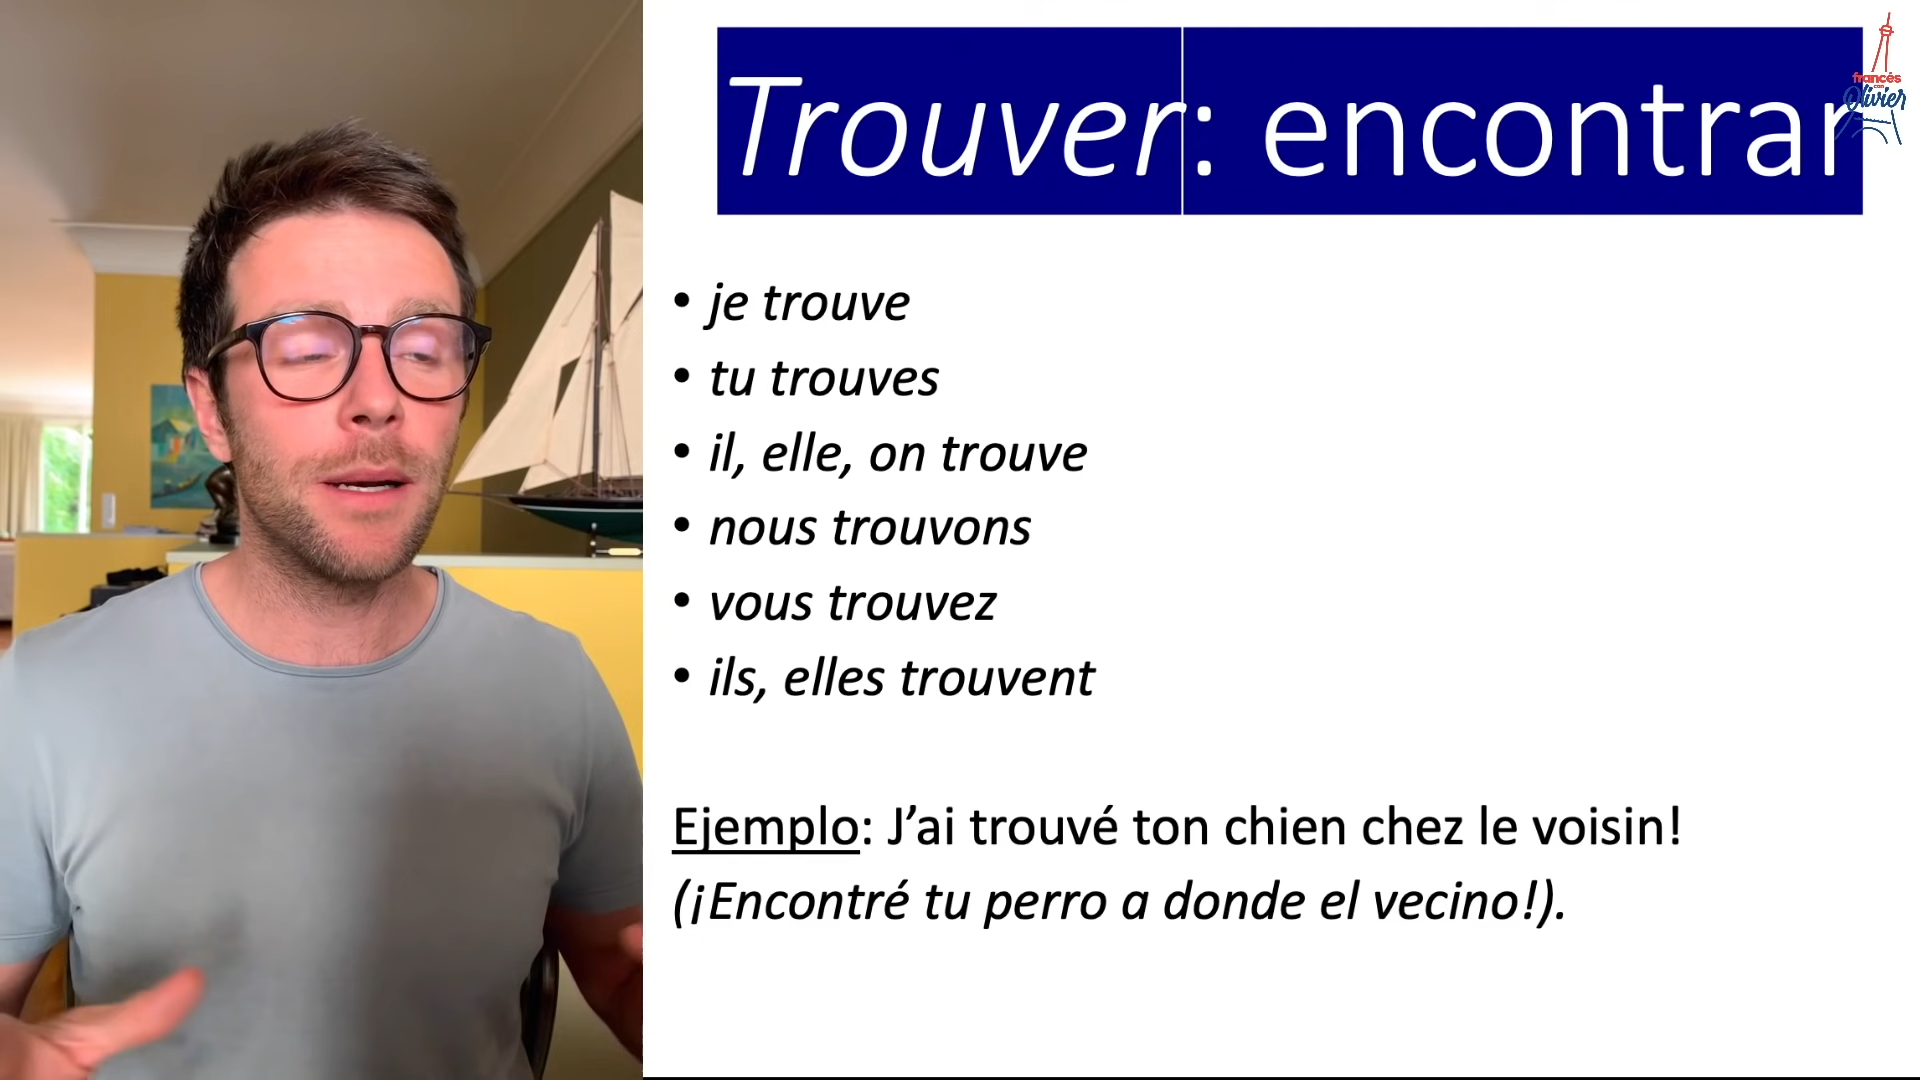 Trouver: encontrar
francés
con
Olivier
• je trouve
• tu trouves
• il, elle, on trouve
• nous trouvons
• vous trouvez
• ils, elles trouvent
Ejemplo: J’ai trouvé ton chien chez le voisin!
(¡Encontré tu perro a donde el vecino!).